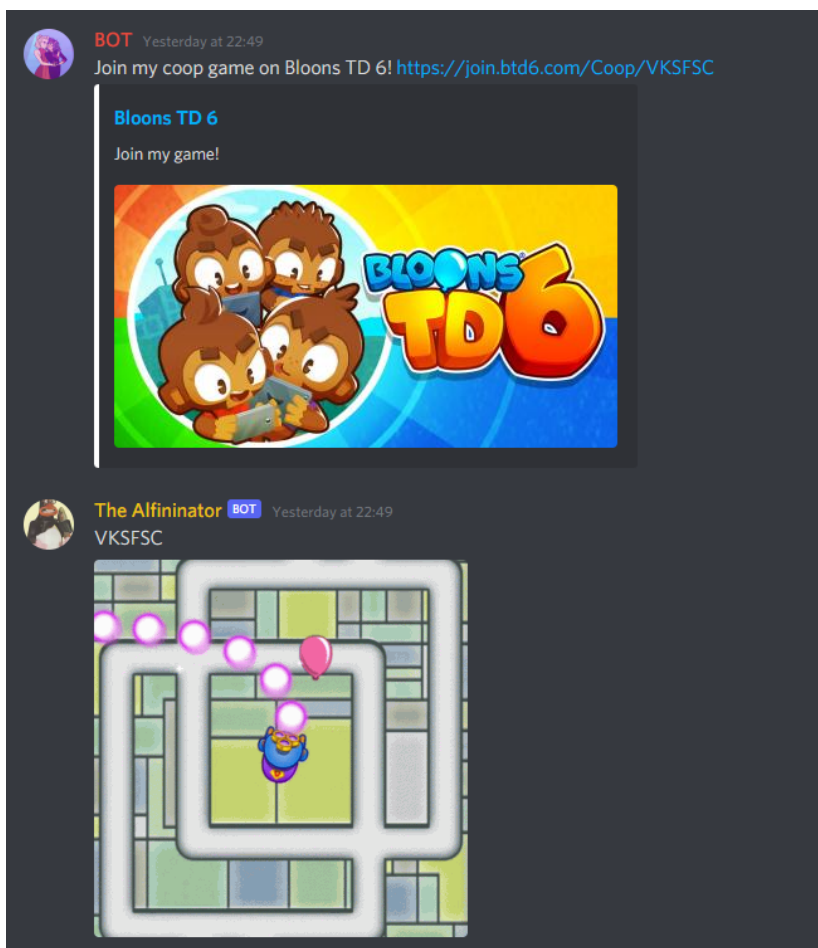 BOT Yesterday at 22:49
Join my coop game on Bloons TD 6! https://join.btd6.com/Coop/VKSFSC
Bloons TD 6
Join my game!
BLOONS
TD 6
The Alfininator BOT Yesterday at 22:49
VKSFSC